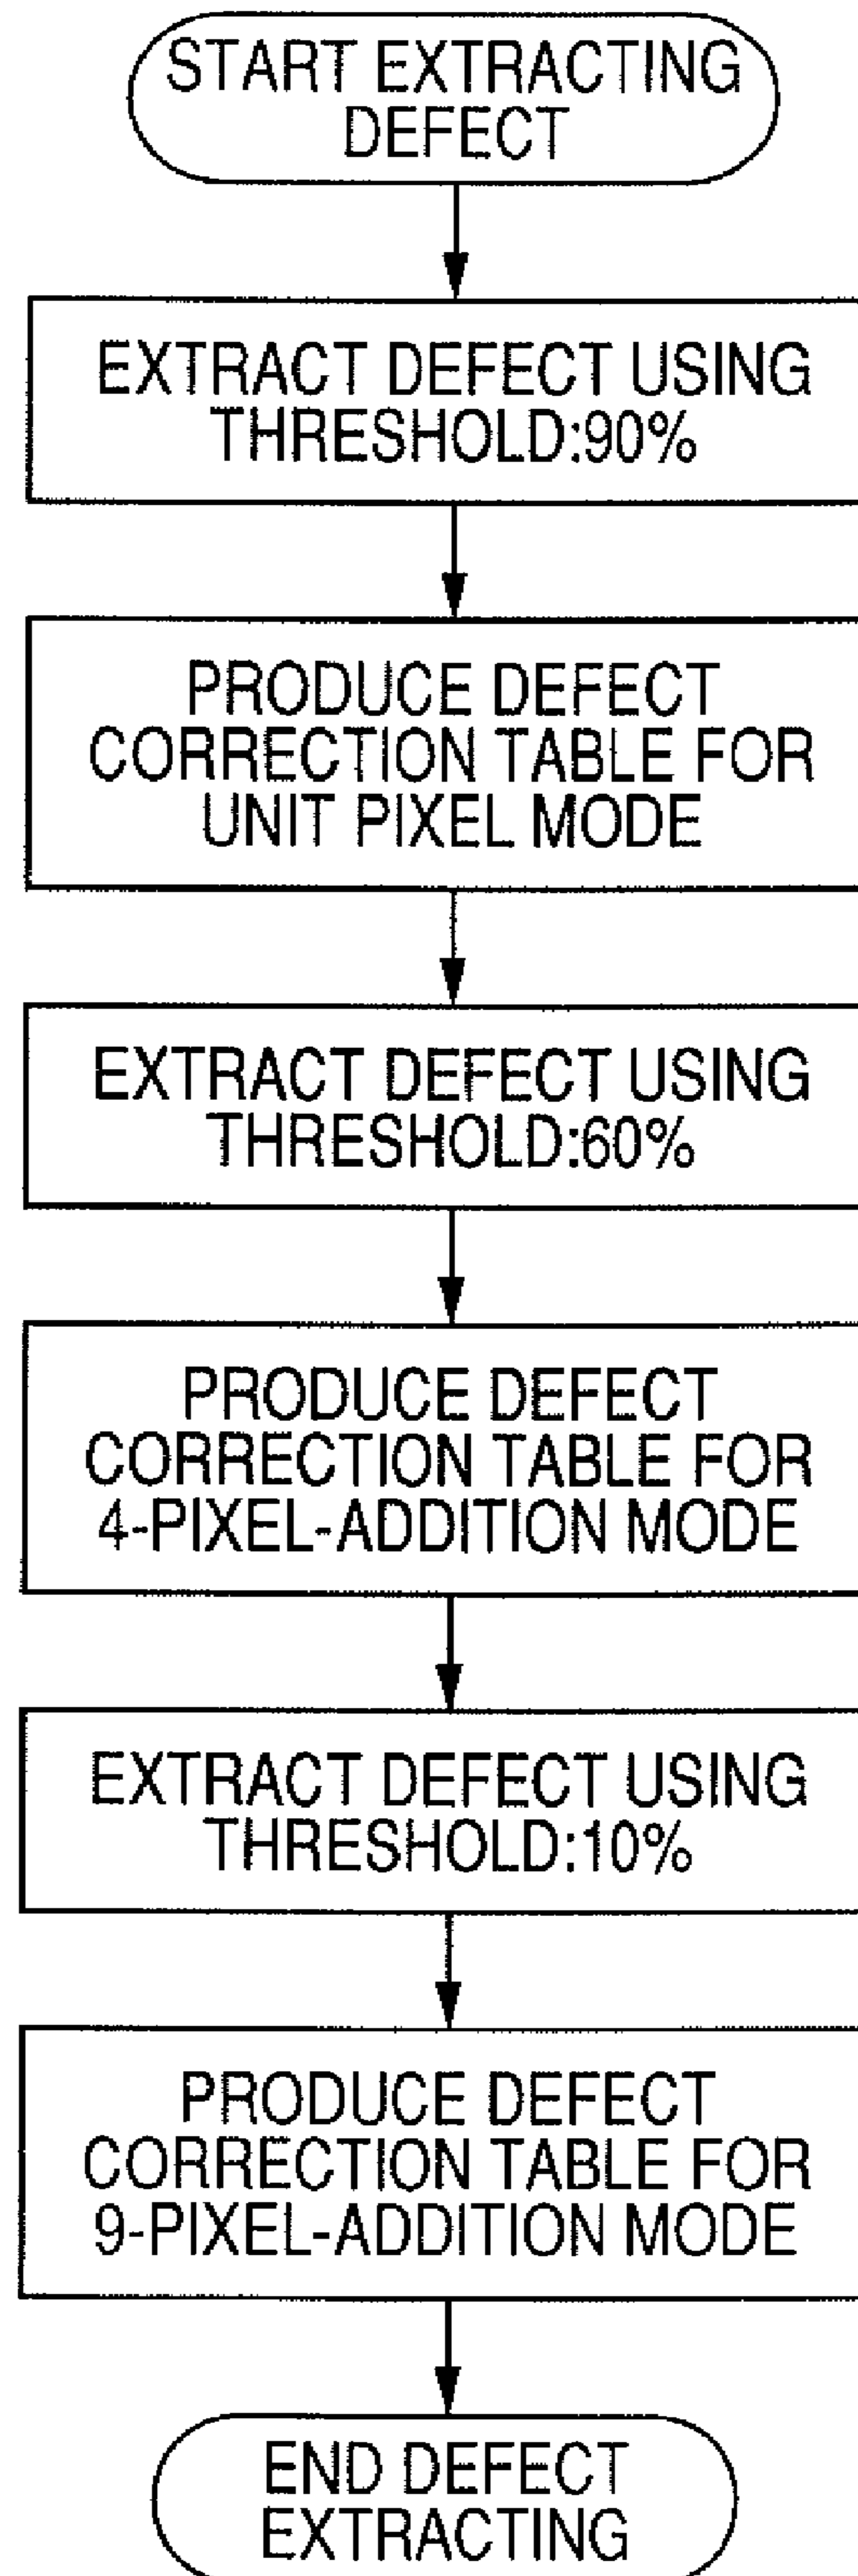 START EXTRACTING
DEFECT
EXTRACT DEFECT USING
THRESHOLD:90%
PRODUCE DEFECT
CORRECTION TABLE FOR
UNIT PIXEL MODE
EXTRACT DEFECT USING
THRESHOLD:60%
PRODUCE DEFECT
CORRECTION TABLE FOR
4-PIXEL-ADDITION MODE
EXTRACT DEFECT USING
THRESHOLD:10%
PRODUCE DEFECT
CORRECTION TABLE FOR
9-PIXEL-ADDITION MODE
END DEFECT
EXTRACTING